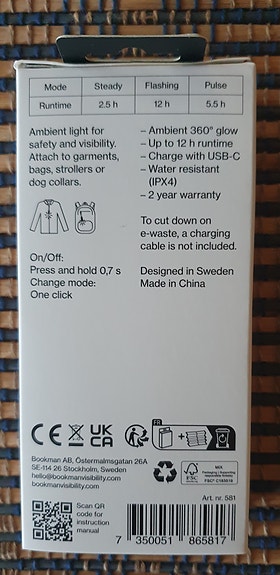 Mode Steady Flashing Pulse
Runtime 2.5 h 12 h 5.5 h
Ambient light for
safety and visibility.
Attach to garments,
bags, strollers or
dog collars.
On/Off:
Press and hold 0,7 s
Change mode:
One click
– Ambient 360° glow
– Up to 12 h runtime
– Charge with USB-C
– Water resistant
(IPX4)
– 2 year warranty
To cut down on
e-waste, a charging
cable is not included.
Designed in Sweden
Made in China
CE UK
CA
FR
Bookman AB, Östermalmsgatan 26A
SE-114 26 Stockholm, Sweden
hello@bookmanvisibility.com
bookmanvisibility.com
FSC
MIX
Art. nr. 581
Scan QR
code for
instruction
manual
7 350051 865817